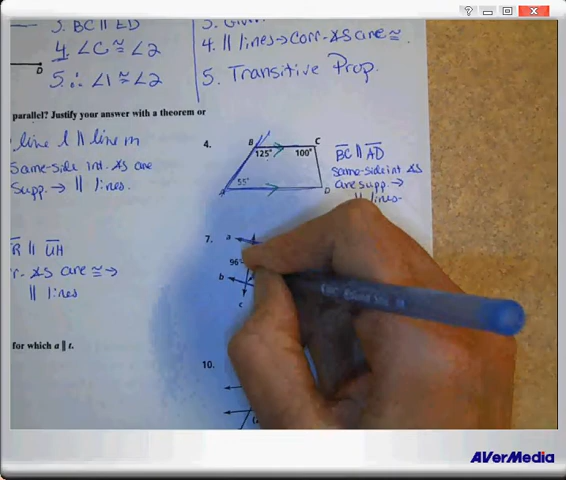 3. BC || ED
4. ∠C ≅ ∠2
5. ∴ ∠1 ≅ ∠2
4. || lines → corr. ∡s are ≅
5. Transitive Prop.
D
parallel? Justify your answer with a theorem or
line l || line m
Same-side int. ∡s are
Supp. → || lines.
|| UH
∡s are ≅ →
|| lines
for which a || t.
4.
B
C
125°
100°
55°
D
BC || AD
Same-side int ∡s
are supp. →
|| lines.
7.
a
96°
b
c
10.
AVerMedia